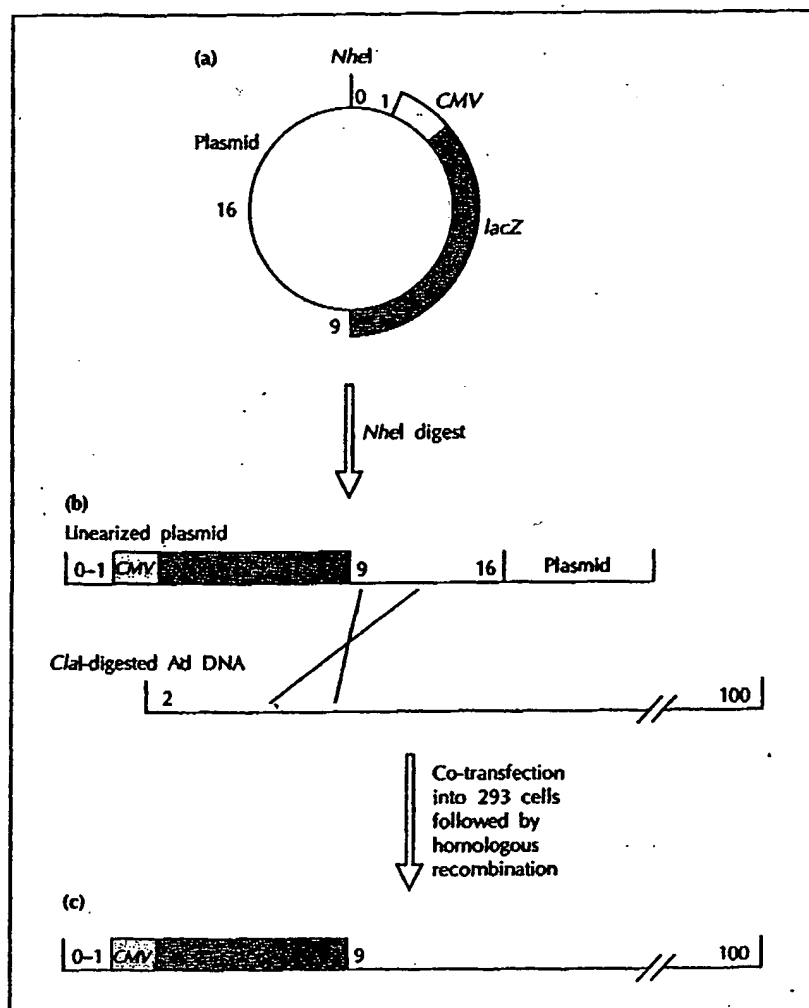 (a)
NheI
0 1 CMV
Plasmid
16
lacZ
9
NheI digest
(b)
Linearized plasmid
0–1 CMV 9 16 Plasmid
ClaI-digested Ad DNA
2 100
Co-transfection
into 293 cells
followed by
homologous
recombination
(c)
0–1 CMV 9 100